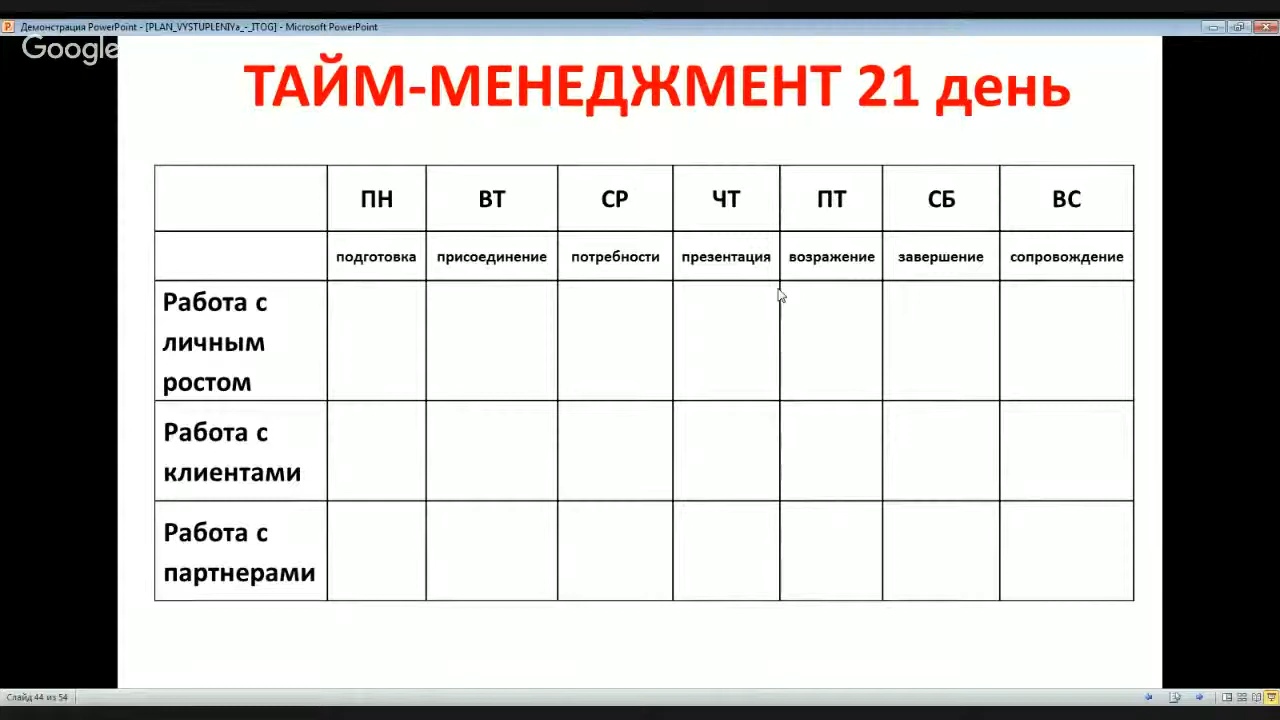 Демонстрация PowerPoint - [PLAN_VYSTUPLENIYa_-_ITOG] - Microsoft PowerPoint
Google
ТАЙМ-МЕНЕДЖМЕНТ 21 день
ПН ВТ СР ЧТ ПТ СБ ВС
подготовка присоединение потребности презентация возражение завершение сопровождение
Работа с
личным
ростом
Работа с
клиентами
Работа с
партнерами
Слайд 44 из 54